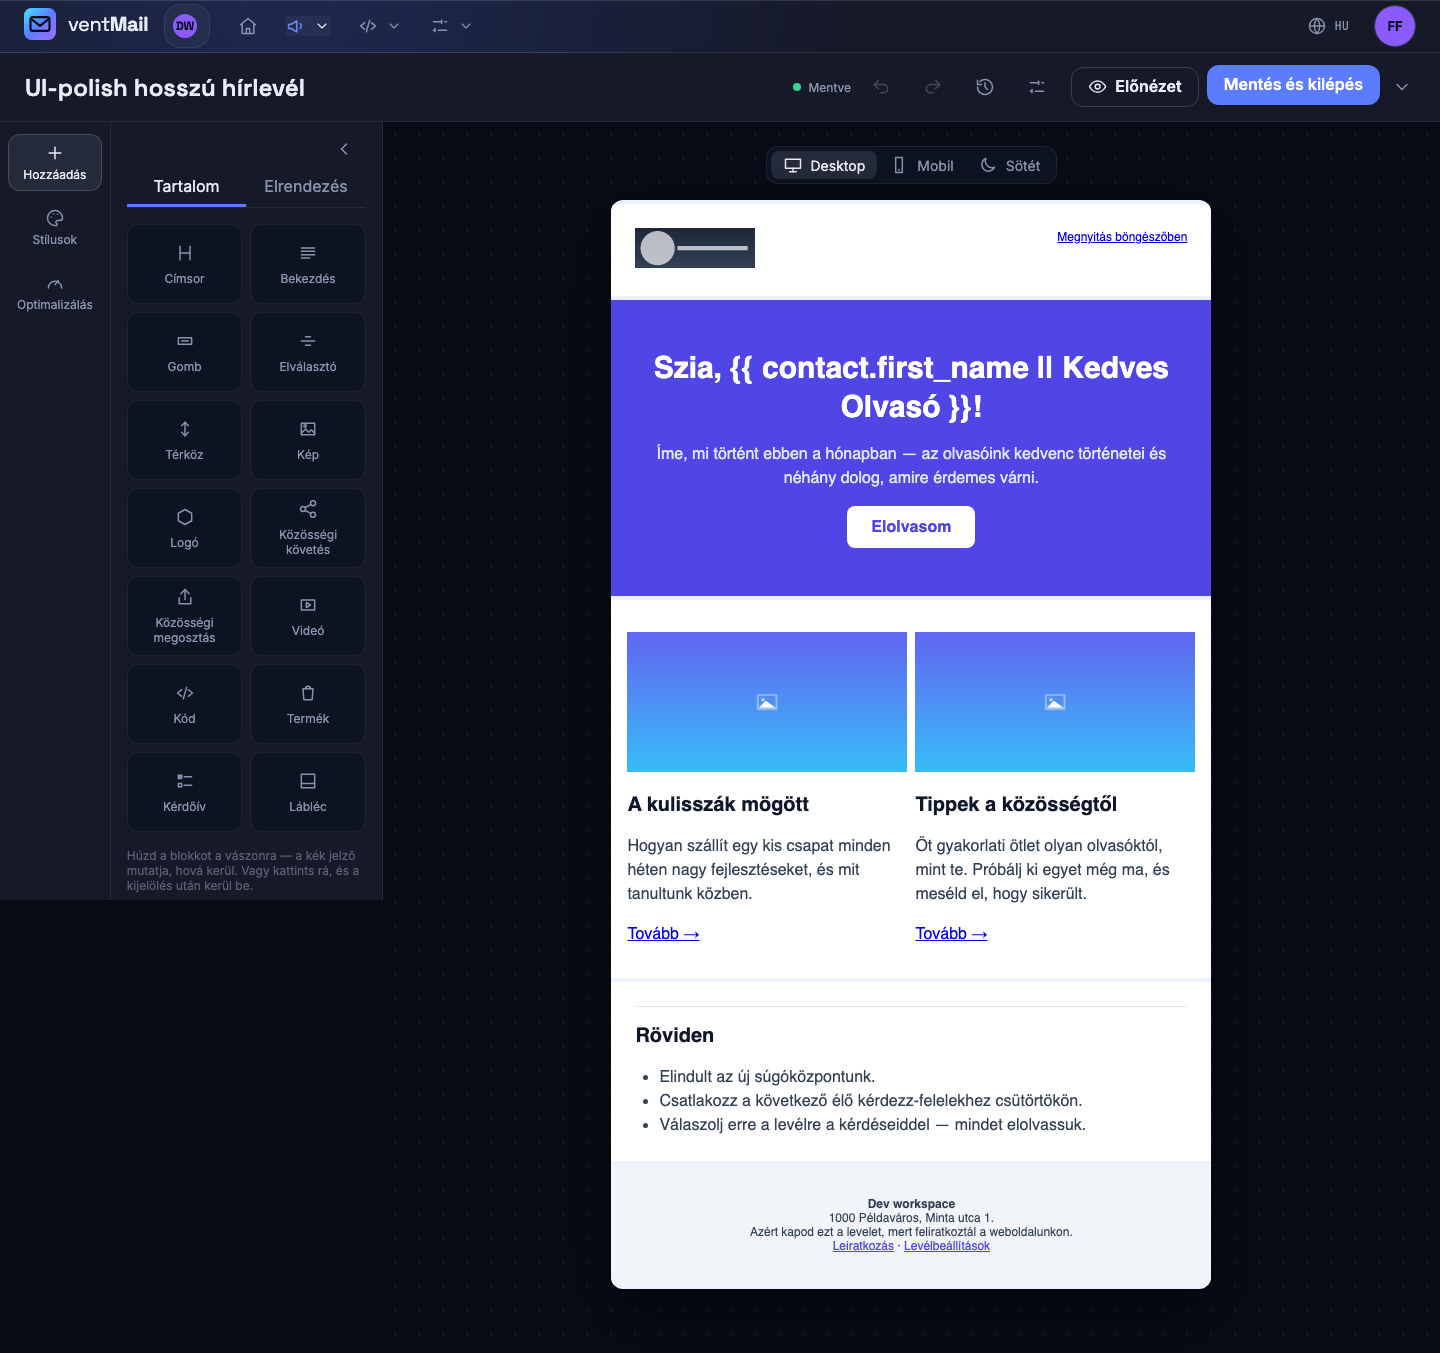 ventMail
DW
HU
FF
UI-polish hosszú hírlevél
Mentve
Előnézet
Mentés és kilépés
Hozzáadás
Stílusok
Optimalizálás
Tartalom
Elrendezés
Címsor
Bekezdés
Gomb
Elválasztó
Térköz
Kép
Logó
Közösségi
követés
Közösségi
megosztás
Videó
Kód
Termék
Kérdőív
Lábléc
Húzd a blokkot a vászonra — a kék jelző
mutatja, hová kerül. Vagy kattints rá, és a
kijelölés után kerül be.
Desktop
Mobil
Sötét
Megnyitás böngészőben
Szia, {{ contact.first_name || Kedves
Olvasó }}!
Íme, mi történt ebben a hónapban — az olvasóink kedvenc történetei és
néhány dolog, amire érdemes várni.
Elolvasom
A kulisszák mögött
Hogyan szállít egy kis csapat minden
héten nagy fejlesztéseket, és mit
tanultunk közben.
Tovább →
Tippek a közösségtől
Öt gyakorlati ötlet olyan olvasóktól,
mint te. Próbálj ki egyet még ma, és
meséld el, hogy sikerült.
Tovább →
Röviden
• Elindult az új súgóközpontunk.
• Csatlakozz a következő élő kérdezz-felelekhez csütörtökön.
• Válaszolj erre a levélre a kérdéseiddel — mindet elolvassuk.
Dev workspace
1000 Példaváros, Minta utca 1.
Azért kapod ezt a levelet, mert feliratkoztál a weboldalunkon.
Leiratkozás · Levélbeállítások